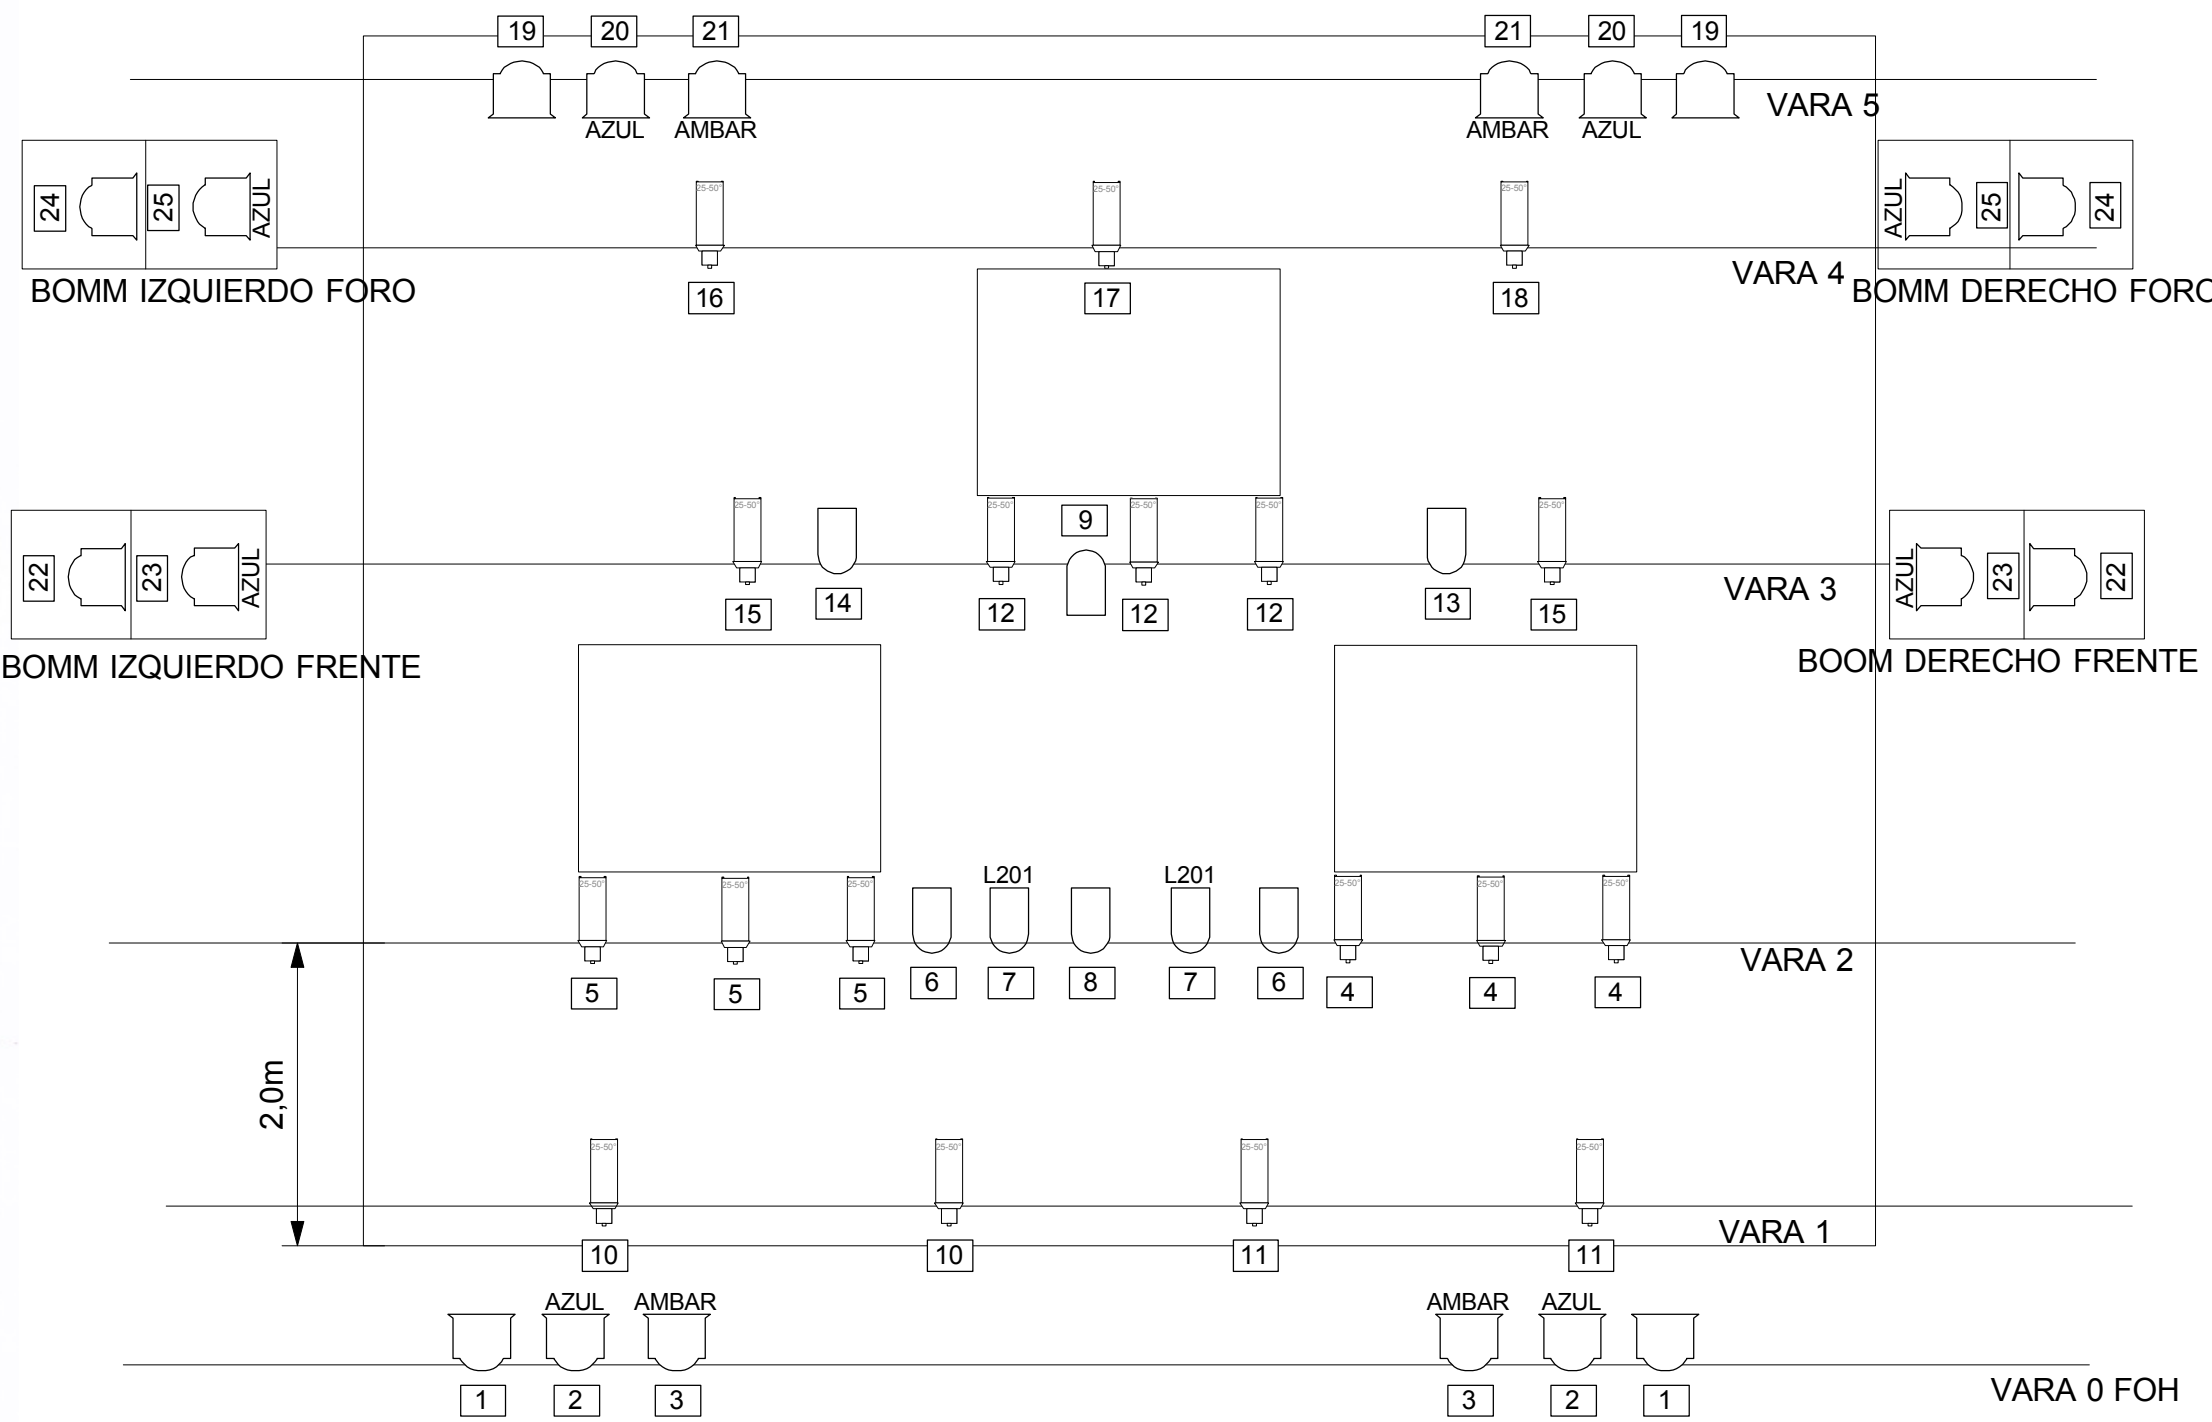 19 20 21 21 20 19
VARA 5
AZUL AMBAR AMBAR AZUL
24 25 AZUL
25-50° 25-50° 25-50°
AZUL 25 24
BOMM IZQUIERDO FORO
16 17 18
VARA 4
BOMM DERECHO FORO
25-50° 25-50° 25-50° 25-50° 25-50°
9
22 23 AZUL
15 14 12 12 12 13 15
VARA 3
AZUL 23 22
BOMM IZQUIERDO FRENTE
BOOM DERECHO FRENTE
L201 L201
25-50° 25-50° 25-50° 25-50° 25-50° 25-50°
VARA 2
5 5 5 6 7 8 7 6 4 4 4
2,0m
25-50° 25-50° 25-50° 25-50°
VARA 1
10 10 11 11
AZUL AMBAR AMBAR AZUL
1 2 3 3 2 1
VARA 0 FOH